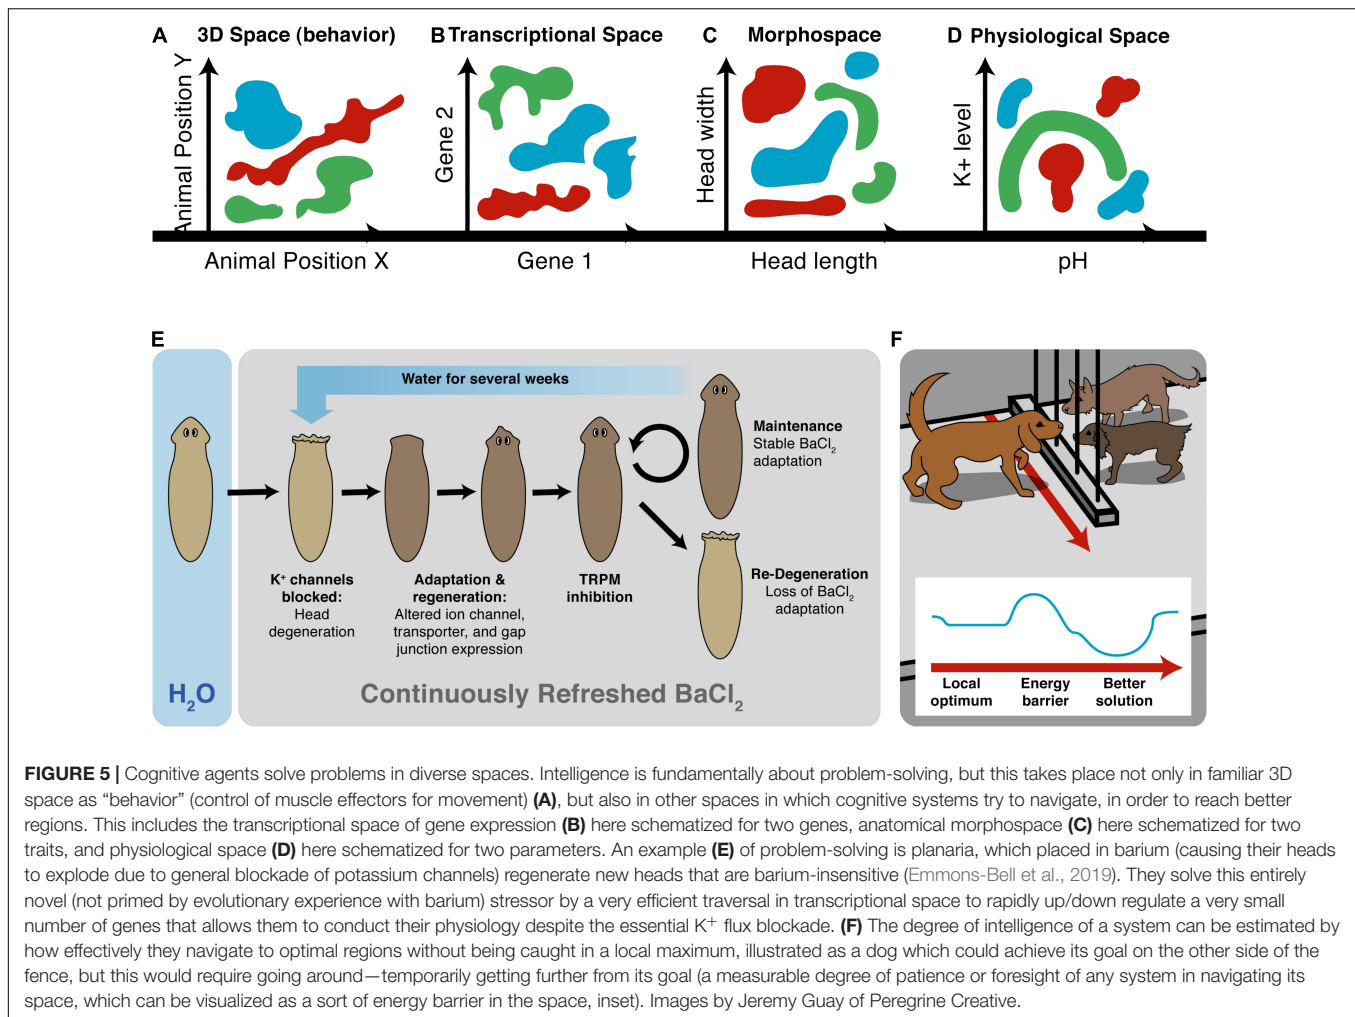 A 3D Space (behavior)
Animal Position Y
Animal Position X
B Transcriptional Space
Gene 2
Gene 1
C Morphospace
Head width
Head length
D Physiological Space
K+ level
pH
E
Water for several weeks
K⁺ channels
blocked:
Head
degeneration
Adaptation &
regeneration:
Altered ion channel,
transporter, and gap
junction expression
TRPM
inhibition
Maintenance
Stable BaCl₂
adaptation
Re-Degeneration
Loss of BaCl₂
adaptation
H₂O
Continuously Refreshed BaCl₂
F
Local
optimum
Energy
barrier
Better
solution
FIGURE 5 | Cognitive agents solve problems in diverse spaces. Intelligence is fundamentally about problem-solving, but this takes place not only in familiar 3D
space as “behavior” (control of muscle effectors for movement) (A), but also in other spaces in which cognitive systems try to navigate, in order to reach better
regions. This includes the transcriptional space of gene expression (B) here schematized for two genes, anatomical morphospace (C) here schematized for two
traits, and physiological space (D) here schematized for two parameters. An example (E) of problem-solving is planaria, which placed in barium (causing their heads
to explode due to general blockade of potassium channels) regenerate new heads that are barium-insensitive (Emmons-Bell et al., 2019). They solve this entirely
novel (not primed by evolutionary experience with barium) stressor by a very efficient traversal in transcriptional space to rapidly up/down regulate a very small
number of genes that allows them to conduct their physiology despite the essential K⁺ flux blockade. (F) The degree of intelligence of a system can be estimated by
how effectively they navigate to optimal regions without being caught in a local maximum, illustrated as a dog which could achieve its goal on the other side of the
fence, but this would require going around—temporarily getting further from its goal (a measurable degree of patience or foresight of any system in navigating its
space, which can be visualized as a sort of energy barrier in the space, inset). Images by Jeremy Guay of Peregrine Creative.